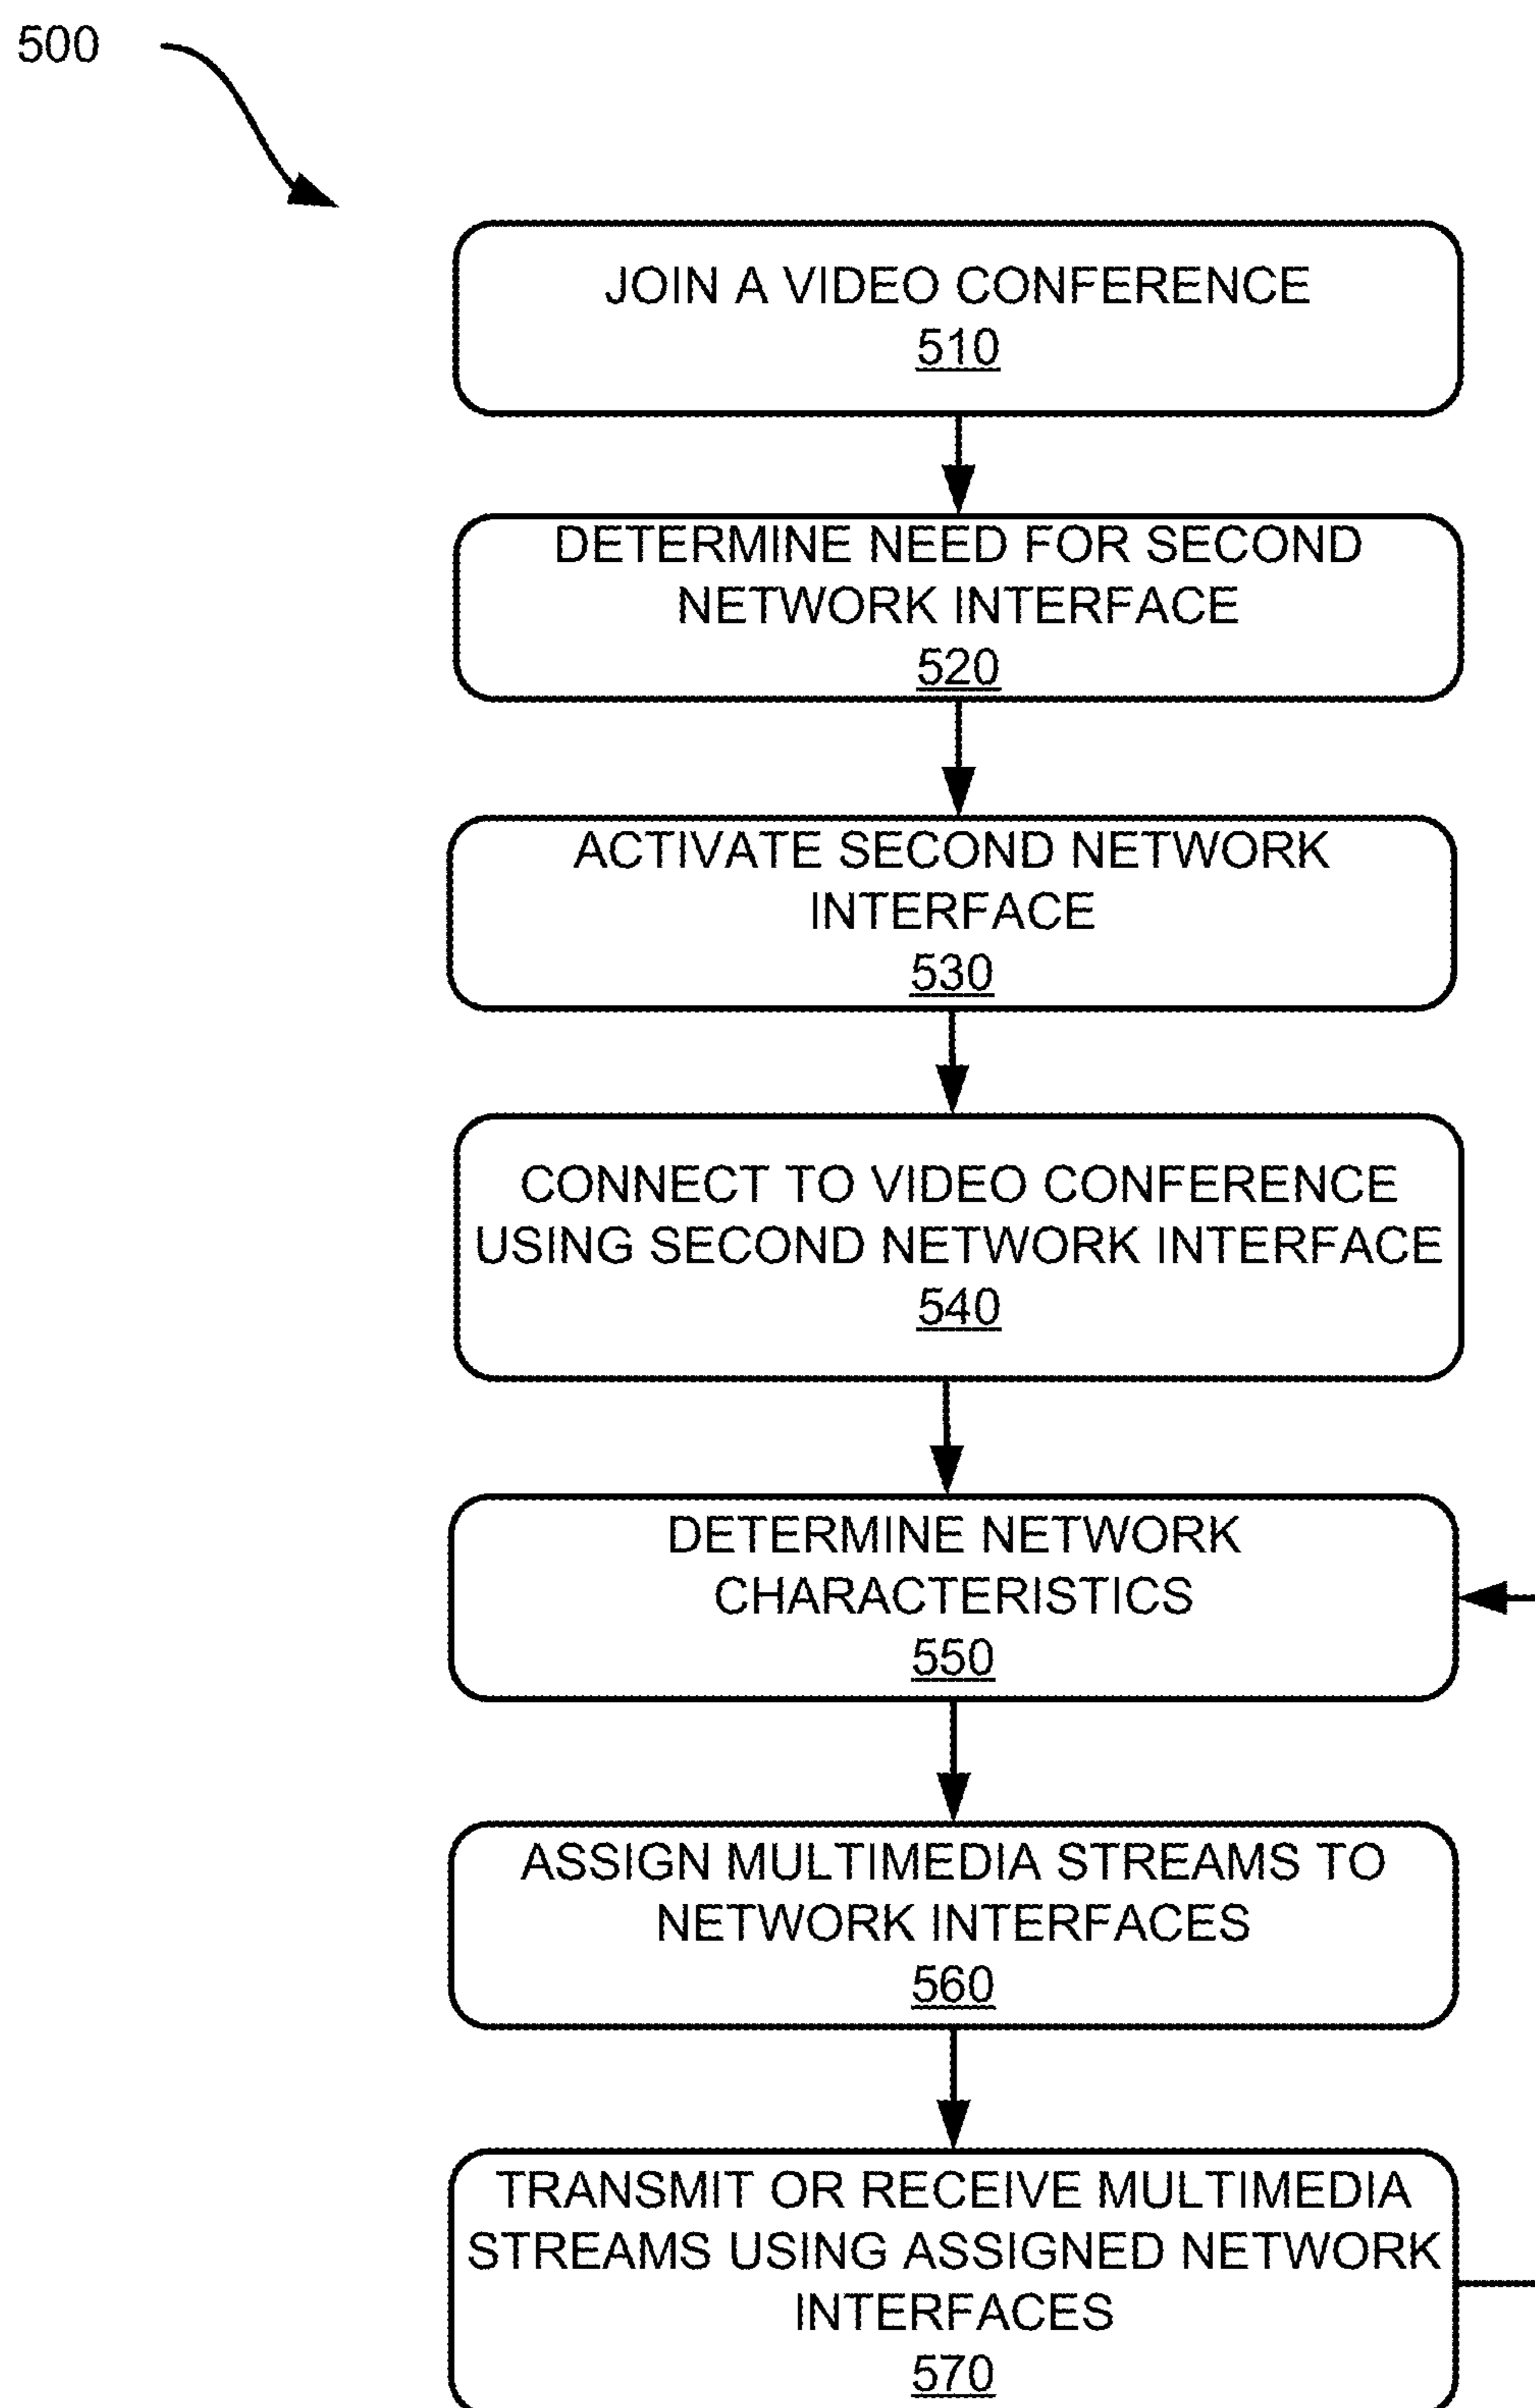 500
JOIN A VIDEO CONFERENCE
510
DETERMINE NEED FOR SECOND
NETWORK INTERFACE
520
ACTIVATE SECOND NETWORK
INTERFACE
530
CONNECT TO VIDEO CONFERENCE
USING SECOND NETWORK INTERFACE
540
DETERMINE NETWORK
CHARACTERISTICS
550
ASSIGN MULTIMEDIA STREAMS TO
NETWORK INTERFACES
560
TRANSMIT OR RECEIVE MULTIMEDIA
STREAMS USING ASSIGNED NETWORK
INTERFACES
570